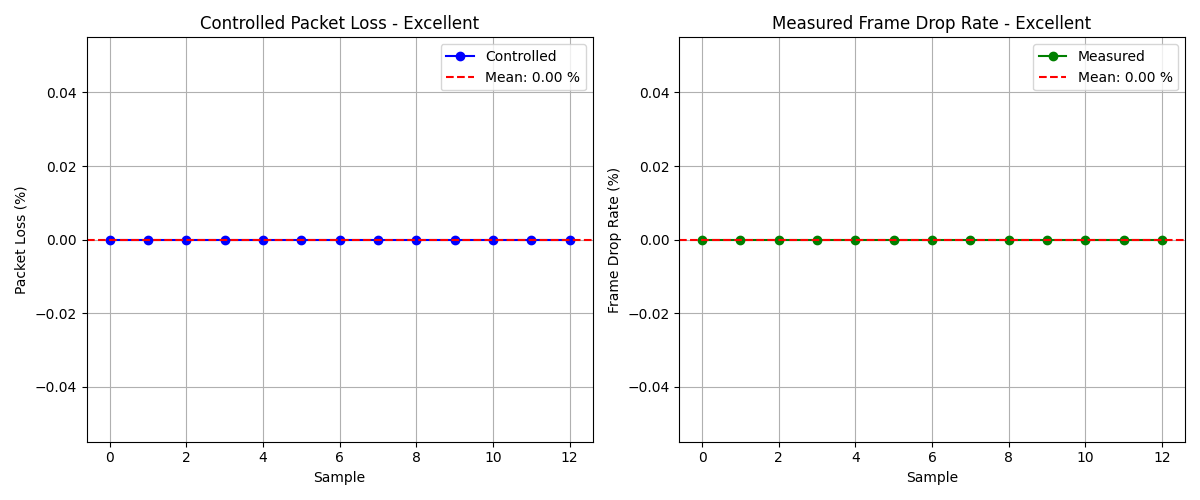 Controlled Packet Loss - Excellent
Controlled
Mean: 0.00 %
Packet Loss (%)
0.04
0.02
0.00
−0.02
−0.04
0 2 4 6 8 10 12
Sample
Measured Frame Drop Rate - Excellent
Measured
Mean: 0.00 %
Frame Drop Rate (%)
0.04
0.02
0.00
−0.02
−0.04
0 2 4 6 8 10 12
Sample